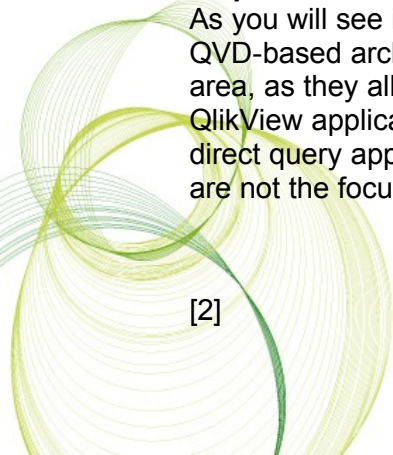 As you will see
QVD-based arc
area, as they all
QlikView applica
direct query app
are not the focu
[2]